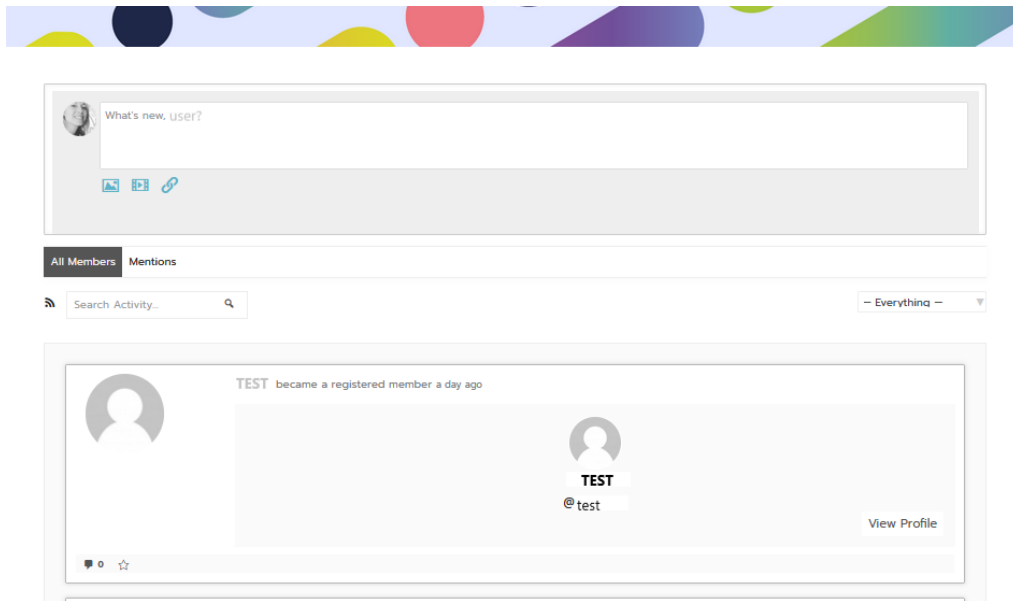 What's new, user?
All Members Mentions
Search Activity... — Everything —
TEST became a registered member a day ago
TEST
@test
View Profile
0